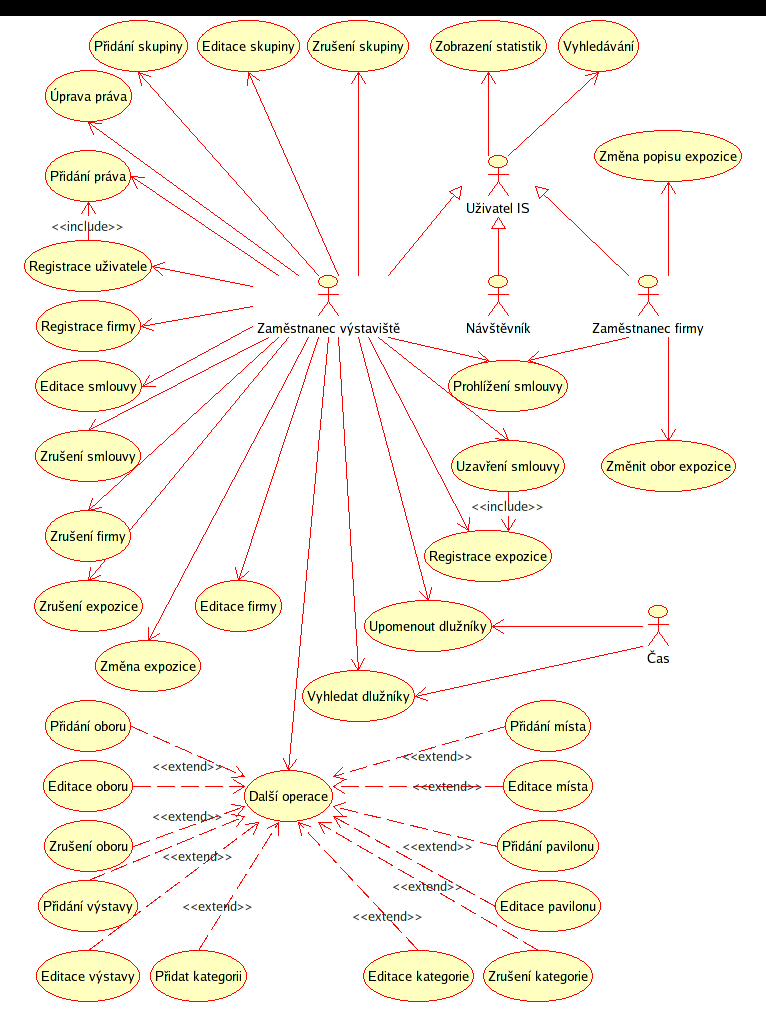 Přidání skupiny
Editace skupiny
Zrušení skupiny
Zobrazení statistik
Vyhledávání
Úprava práva
Změna popisu expozice
Přidání práva
Uživatel IS
<<include>>
Registrace uživatele
Registrace firmy
Zaměstnanec výstaviště
Návštěvník
Zaměstnanec firmy
Editace smlouvy
Prohlížení smlouvy
Zrušení smlouvy
Uzavření smlouvy
Změnit obor expozice
<<include>>
Zrušení firmy
Registrace expozice
Zrušení expozice
Editace firmy
Upomenout dlužníky
Čas
Změna expozice
Vyhledat dlužníky
Přidání oboru
Přidání místa
<<extend>>
<<extend>>
Editace oboru
Další operace
<<extend>>
Editace místa
<<extend>>
Zrušení oboru
<<extend>>
<<extend>>
Přidání pavilonu
<<extend>>
Přidání výstavy
<<extend>>
<<extend>>
Editace pavilonu
Editace výstavy
Přidat kategorii
Editace kategorie
Zrušení kategorie